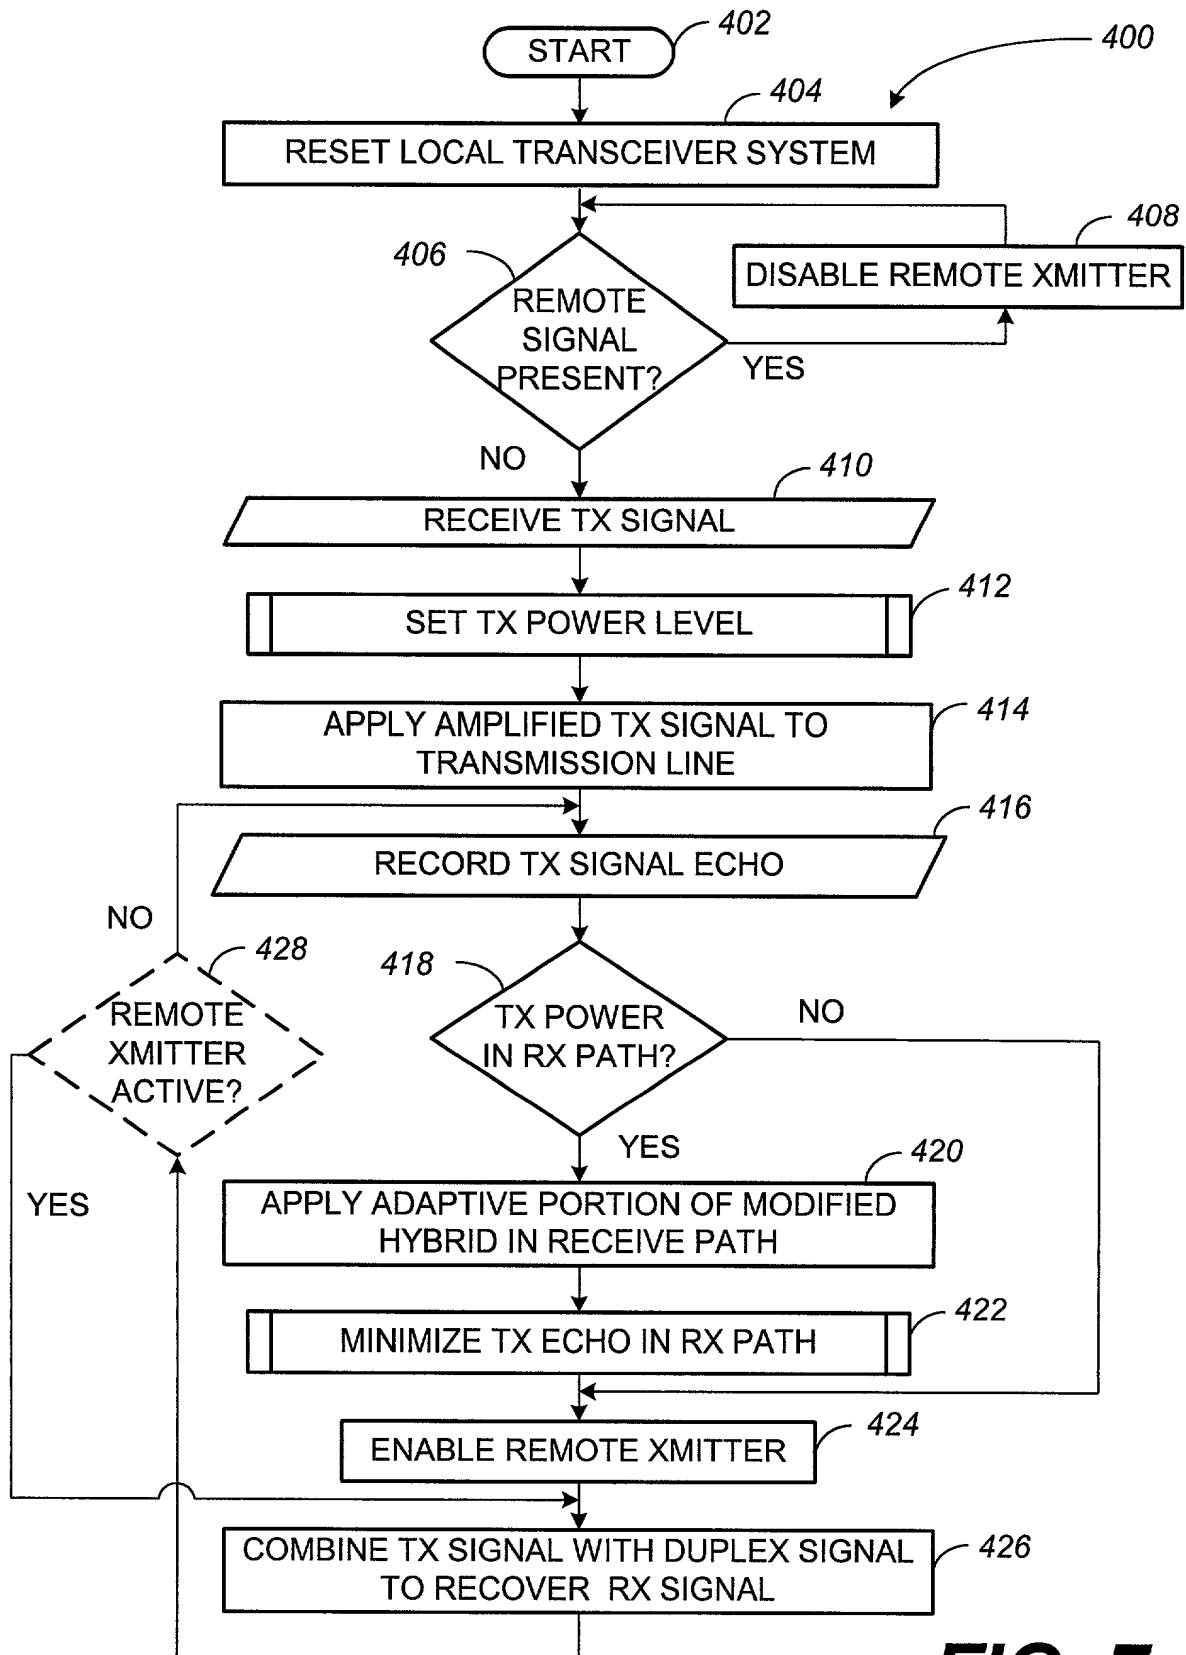 START
402
400
404
RESET LOCAL TRANSCEIVER SYSTEM
408
406
DISABLE REMOTE XMITTER
REMOTE
SIGNAL
PRESENT?
YES
NO
410
RECEIVE TX SIGNAL
412
SET TX POWER LEVEL
414
APPLY AMPLIFIED TX SIGNAL TO
TRANSMISSION LINE
416
RECORD TX SIGNAL ECHO
NO
428
418
REMOTE
XMITTER
ACTIVE?
TX POWER
IN RX PATH?
NO
YES
YES
420
APPLY ADAPTIVE PORTION OF MODIFIED
HYBRID IN RECEIVE PATH
422
MINIMIZE TX ECHO IN RX PATH
424
ENABLE REMOTE XMITTER
426
COMBINE TX SIGNAL WITH DUPLEX SIGNAL
TO RECOVER RX SIGNAL
FIG.